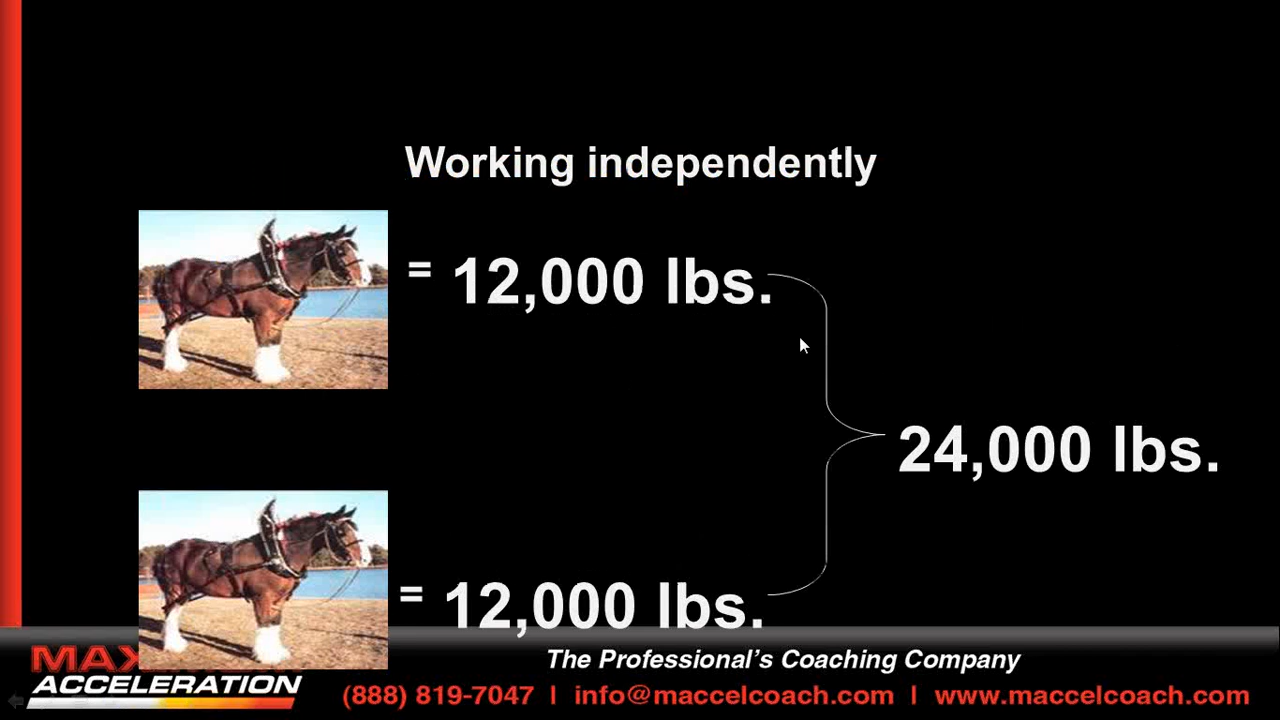 Working independently
= 12,000 lbs.
24,000 lbs.
= 12,000 lbs.
The Professional's Coaching Company
ACCELERATION
(888) 819-7047 | info@maccelcoach.com | www.maccelcoach.com